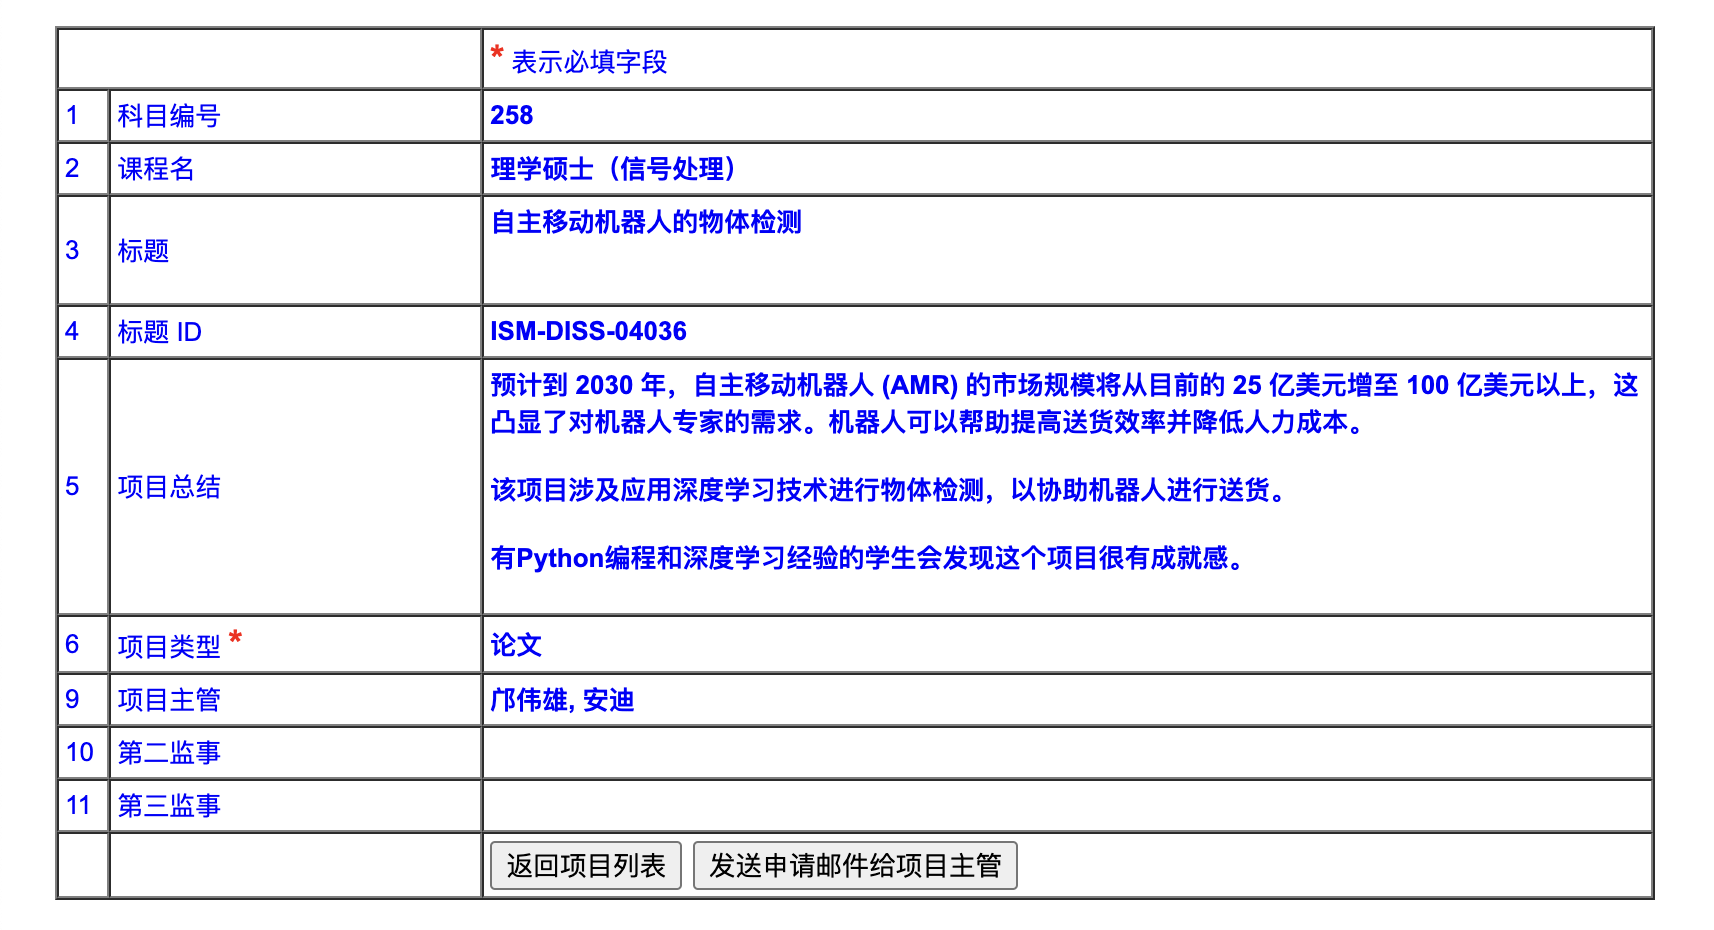 * 表示必填字段
1 科目编号 258
2 课程名 理学硕士（信号处理）
3 标题 自主移动机器人的物体检测
4 标题 ID ISM-DISS-04036
5 项目总结 预计到 2030 年，自主移动机器人 (AMR) 的市场规模将从目前的 25 亿美元增至 100 亿美元以上，这
凸显了对机器人专家的需求。机器人可以帮助提高送货效率并降低人力成本。
该项目涉及应用深度学习技术进行物体检测，以协助机器人进行送货。
有Python编程和深度学习经验的学生会发现这个项目很有成就感。
6 项目类型 * 论文
9 项目主管 邝伟雄, 安迪
10 第二监事
11 第三监事
返回项目列表 发送申请邮件给项目主管